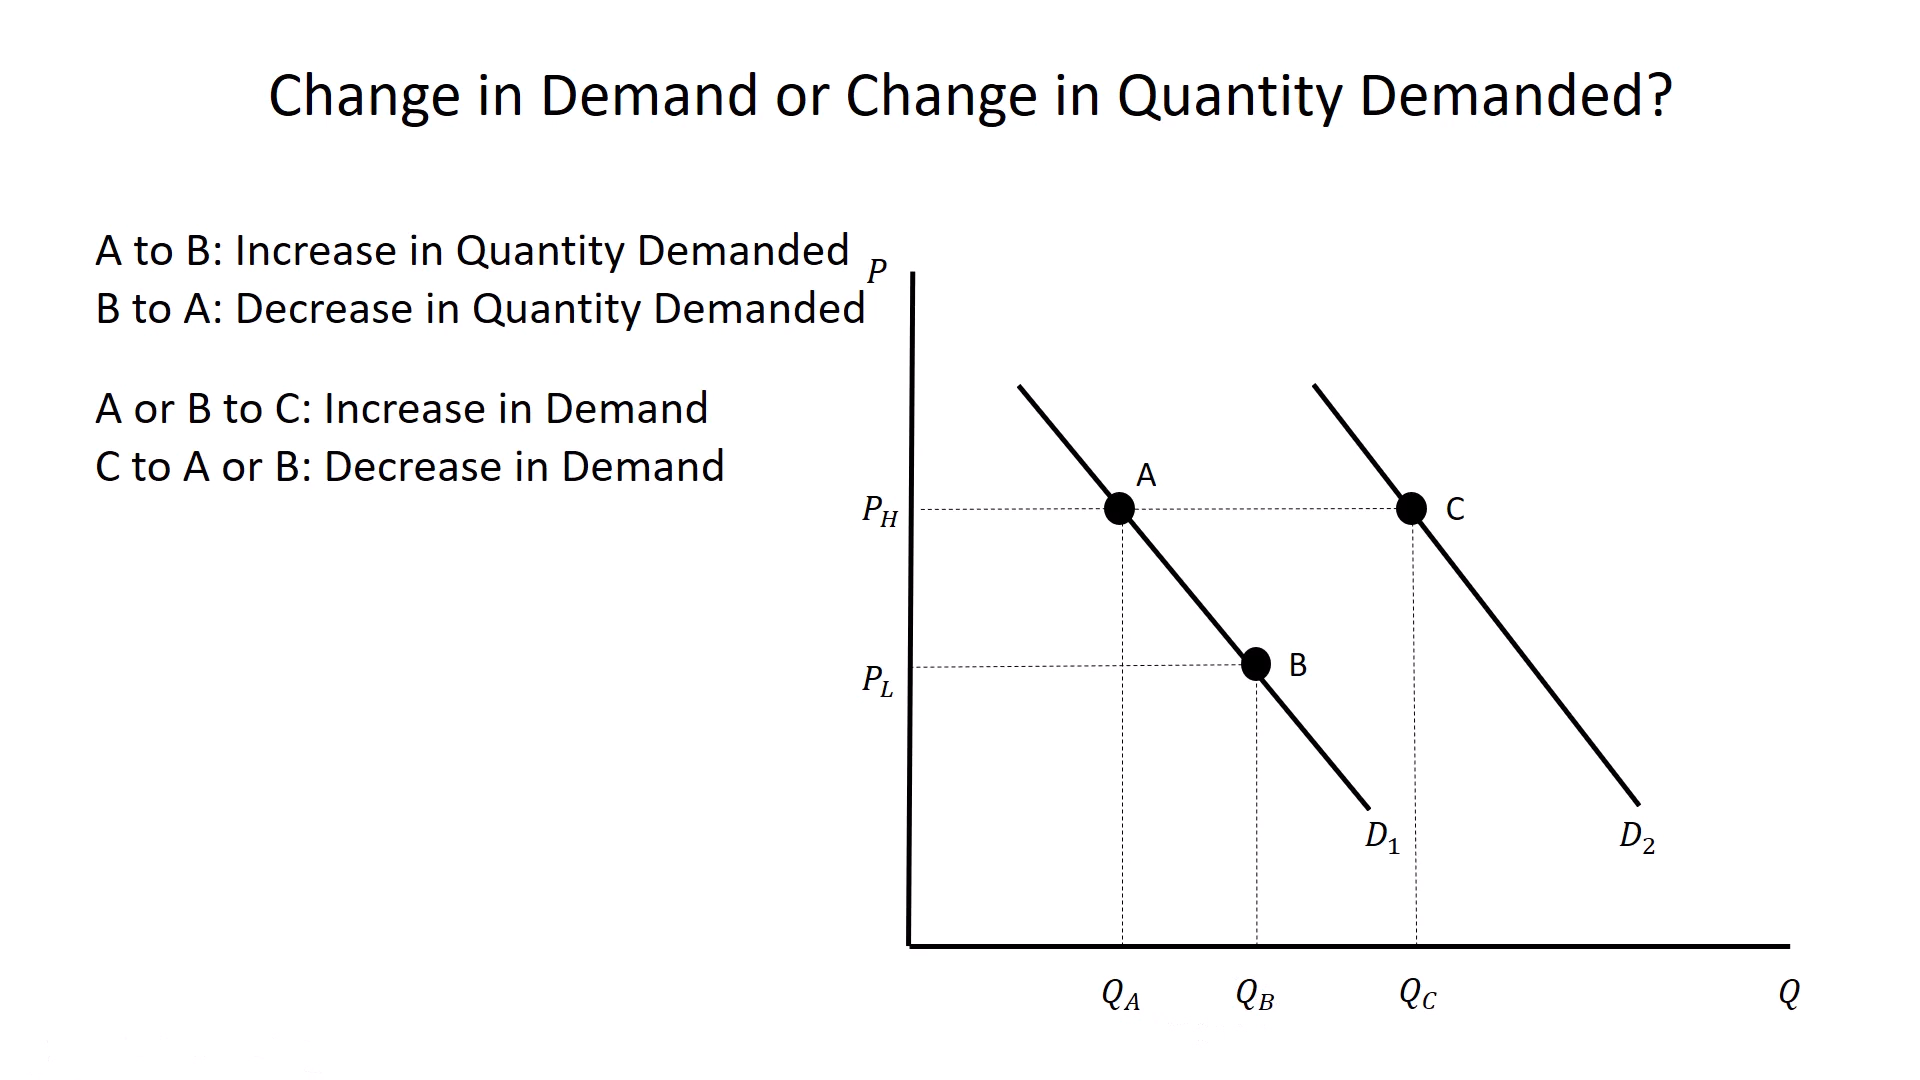 Change in Demand or Change in Quantity Demanded?
A to B: Increase in Quantity Demanded
B to A: Decrease in Quantity Demanded
A or B to C: Increase in Demand
C to A or B: Decrease in Demand
P
A
P_H
C
P_L
B
D_1
D_2
Q_A
Q_B
Q_C
Q